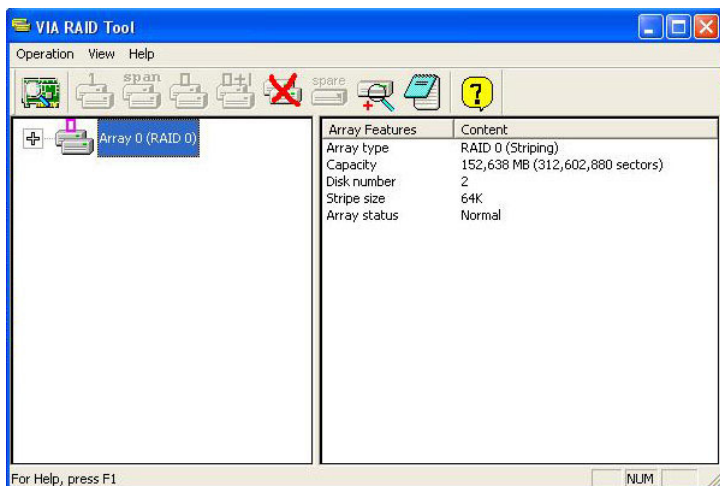 VIA RAID Tool
Operation View Help
1 span 0 0+1 spare ?
Array 0 (RAID 0)
Array Features Content
Array type RAID 0 (Striping)
Capacity 152,638 MB (312,602,880 sectors)
Disk number 2
Stripe size 64K
Array status Normal
For Help, press F1 NUM